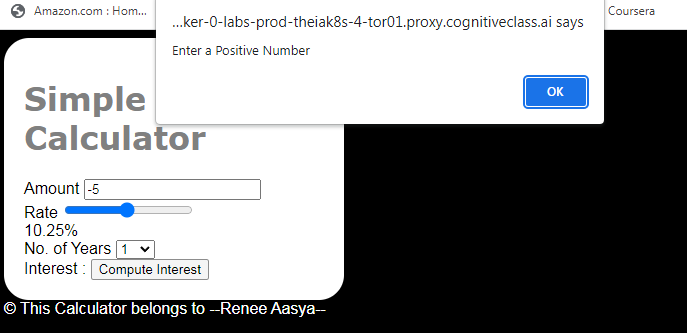 Amazon.com : Hom...
Coursera
...ker-0-labs-prod-theiak8s-4-tor01.proxy.cognitiveclass.ai says
Enter a Positive Number
OK
Simple
Calculator
Amount -5
Rate
10.25%
No. of Years 1
Interest : Compute Interest
© This Calculator belongs to --Renee Aasya--